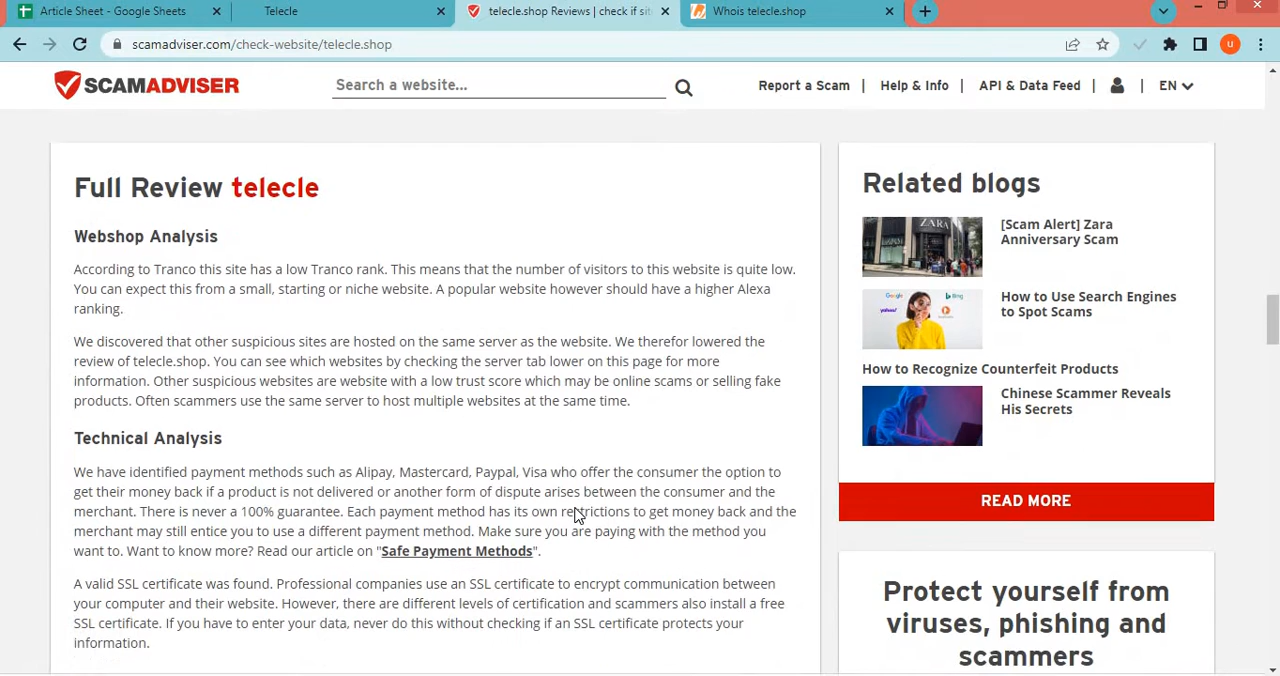 Article Sheet - Google Sheets
Telecle
telecle.shop Reviews | check if sit
Whois telecle.shop
scamadviser.com/check-website/telecle.shop
u
SCAMADVISER
Search a website...
Report a Scam | Help & Info | API & Data Feed | | EN
Full Review telecle
Webshop Analysis
According to Tranco this site has a low Tranco rank. This means that the number of visitors to this website is quite low.
You can expect this from a small, starting or niche website. A popular website however should have a higher Alexa
ranking.
We discovered that other suspicious sites are hosted on the same server as the website. We therefor lowered the
review of telecle.shop. You can see which websites by checking the server tab lower on this page for more
information. Other suspicious websites are website with a low trust score which may be online scams or selling fake
products. Often scammers use the same server to host multiple websites at the same time.
Technical Analysis
We have identified payment methods such as Alipay, Mastercard, Paypal, Visa who offer the consumer the option to
get their money back if a product is not delivered or another form of dispute arises between the consumer and the
merchant. There is never a 100% guarantee. Each payment method has its own restrictions to get money back and the
merchant may still entice you to use a different payment method. Make sure you are paying with the method you
want to. Want to know more? Read our article on "Safe Payment Methods".
A valid SSL certificate was found. Professional companies use an SSL certificate to encrypt communication between
your computer and their website. However, there are different levels of certification and scammers also install a free
SSL certificate. If you have to enter your data, never do this without checking if an SSL certificate protects your
information.
Related blogs
ZARA
[Scam Alert] Zara
Anniversary Scam
Google
Bing
yahoo!
How to Use Search Engines
to Spot Scams
How to Recognize Counterfeit Products
Chinese Scammer Reveals
His Secrets
READ MORE
Protect yourself from
viruses, phishing and
scammers